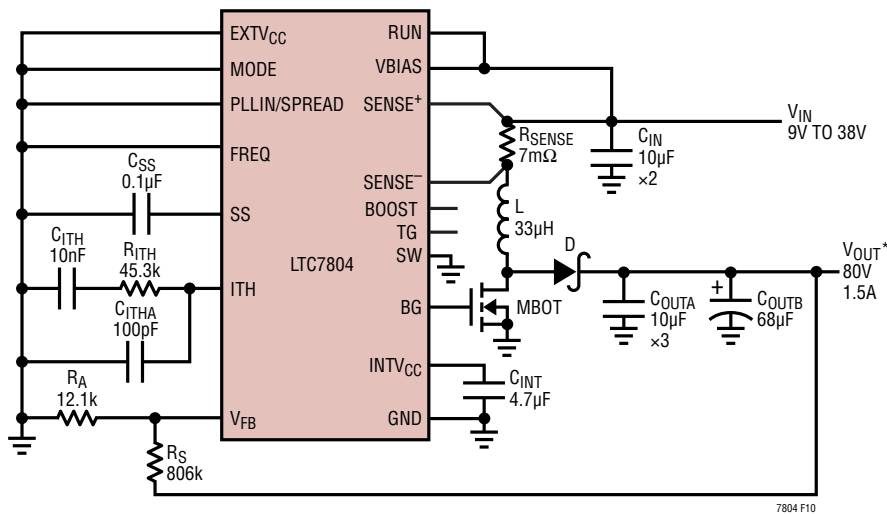 EXTVCC
RUN
MODE
VBIAS
PLLIN/SPREAD
SENSE+
VIN
9V TO 38V
RSENSE
7mΩ
CIN
10µF
×2
FREQ
CSS
0.1µF
SENSE–
SS
BOOST
L
33µH
TG
CITH
10nF
RITH
45.3k
LTC7804
SW
D
VOUT*
80V
1.5A
ITH
CITHA
100pF
BG
MBOT
COUTA
10µF
×3
+
COUTB
68µF
INTVCC
CINT
4.7µF
RA
12.1k
VFB
GND
RS
806k
7804 F10